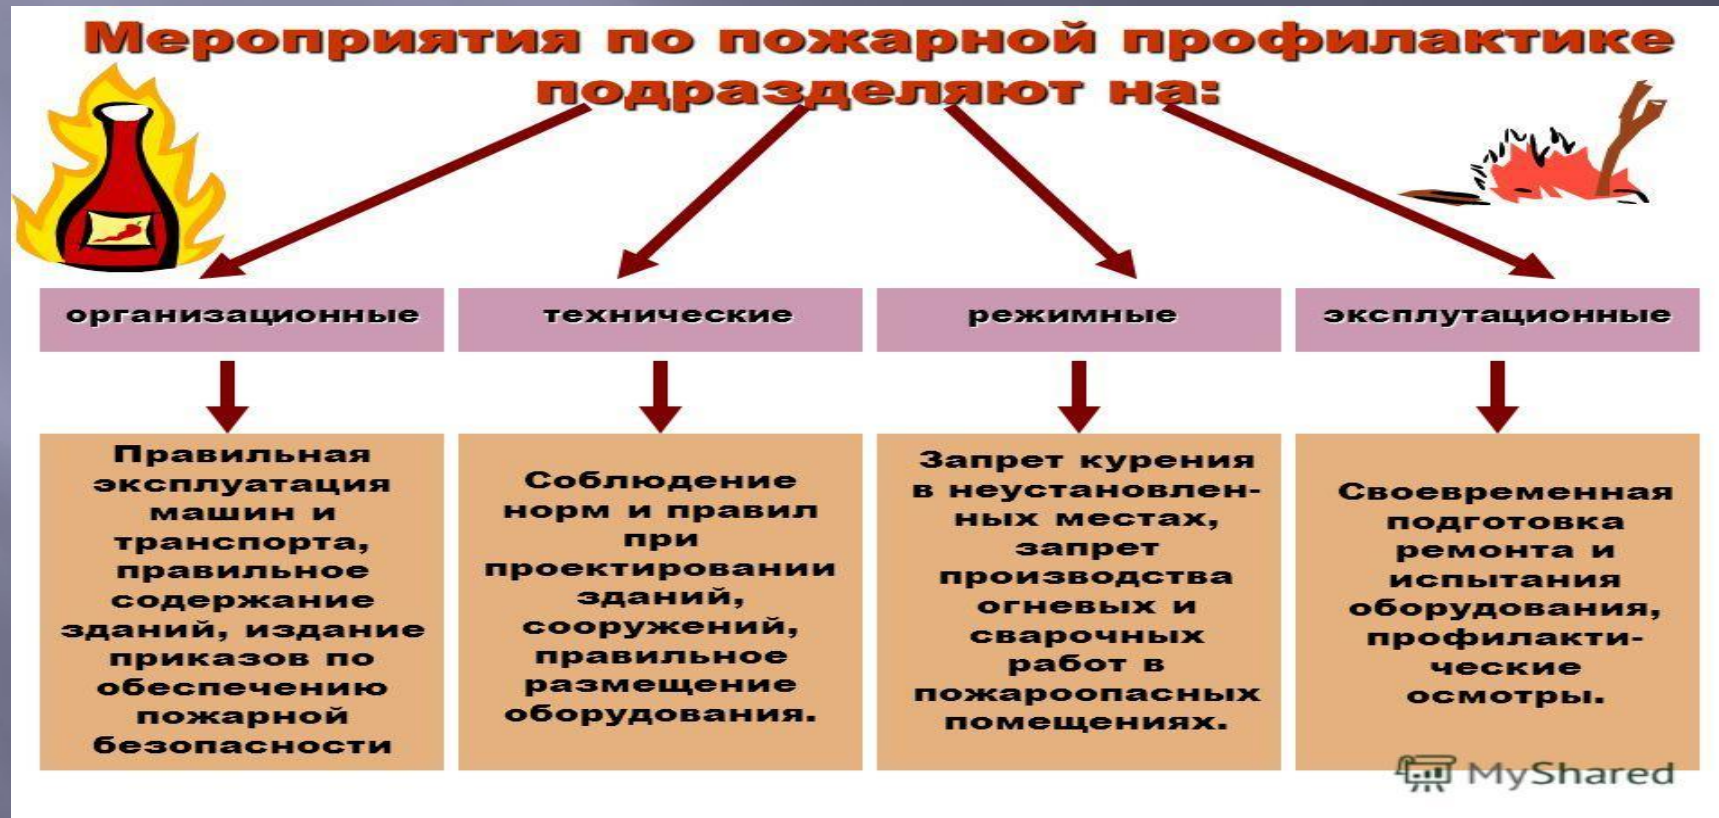 Мероприятия по пожарной профилактике
подразделяют на:
организационные
технические
режимные
эксплутационные
Правильная
эксплуатация
машин и
транспорта,
правильное
содержание
зданий, издание
приказов по
обеспечению
пожарной
безопасности
Соблюдение
норм и правил
при
проектировании
зданий,
сооружений,
правильное
размещение
оборудования.
Запрет курения
в неустановлен-
ных местах,
запрет
производства
огневых и
сварочных
работ в
пожароопасных
помещениях.
Своевременная
подготовка
ремонта и
испытания
оборудования,
профилакти-
ческие
осмотры.
MyShared